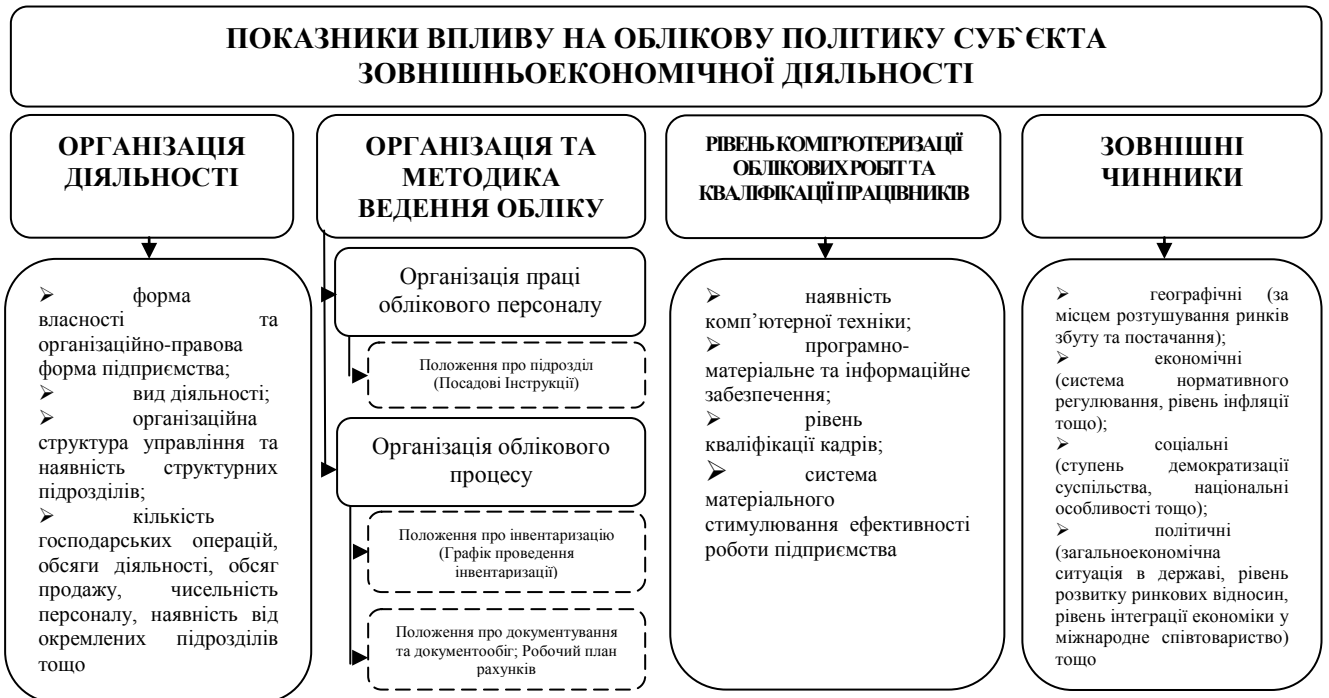 ПОКАЗНИКИ ВПЛИВУ НА ОБЛІКОВУ ПОЛІТИКУ СУБ`ЄКТА
ЗОВНІШНЬОЕКОНОМІЧНОЇ ДІЯЛЬНОСТІ
ОРГАНІЗАЦІЯ
ДІЯЛЬНОСТІ
➢ форма
власності та
організаційно-правова
форма підприємства;
➢ вид діяльності;
➢ організаційна
структура управління та
наявність структурних
підрозділів;
➢ кількість
господарських операцій,
обсяги діяльності, обсяг
продажу, чисельність
персоналу, наявність від
окремлених підрозділів
тощо
ОРГАНІЗАЦІЯ ТА
МЕТОДИКА
ВЕДЕННЯ ОБЛІКУ
Організація праці
облікового персоналу
Положення про підрозділ
(Посадові Інструкції)
Організація облікового
процесу
Положення про інвентаризацію
(Графік проведення
інвентаризації)
Положення про документування
та документообіг; Робочий план
рахунків
РІВЕНЬ КОМП'ЮТЕРИЗАЦІЇ
ОБЛІКОВИХ РОБІТ ТА
КВАЛІФІКАЦІЇ ПРАЦІВНИКІВ
➢ наявність
комп’ютерної техніки;
➢ програмно-
матеріальне та інформаційне
забезпечення;
➢ рівень
кваліфікації кадрів;
➢ система
матеріального
стимулювання ефективності
роботи підприємства
ЗОВНІШНІ
ЧИННИКИ
➢ географічні (за
місцем розтушування ринків
збуту та постачання);
➢ економічні
(система нормативного
регулювання, рівень інфляції
тощо);
➢ соціальні
(ступень демократизації
суспільства, національні
особливості тощо);
➢ політичні
(загальноекономічна
ситуація в державі, рівень
розвитку ринкових відносин,
рівень інтеграції економіки у
міжнародне співтовариство)
тощо